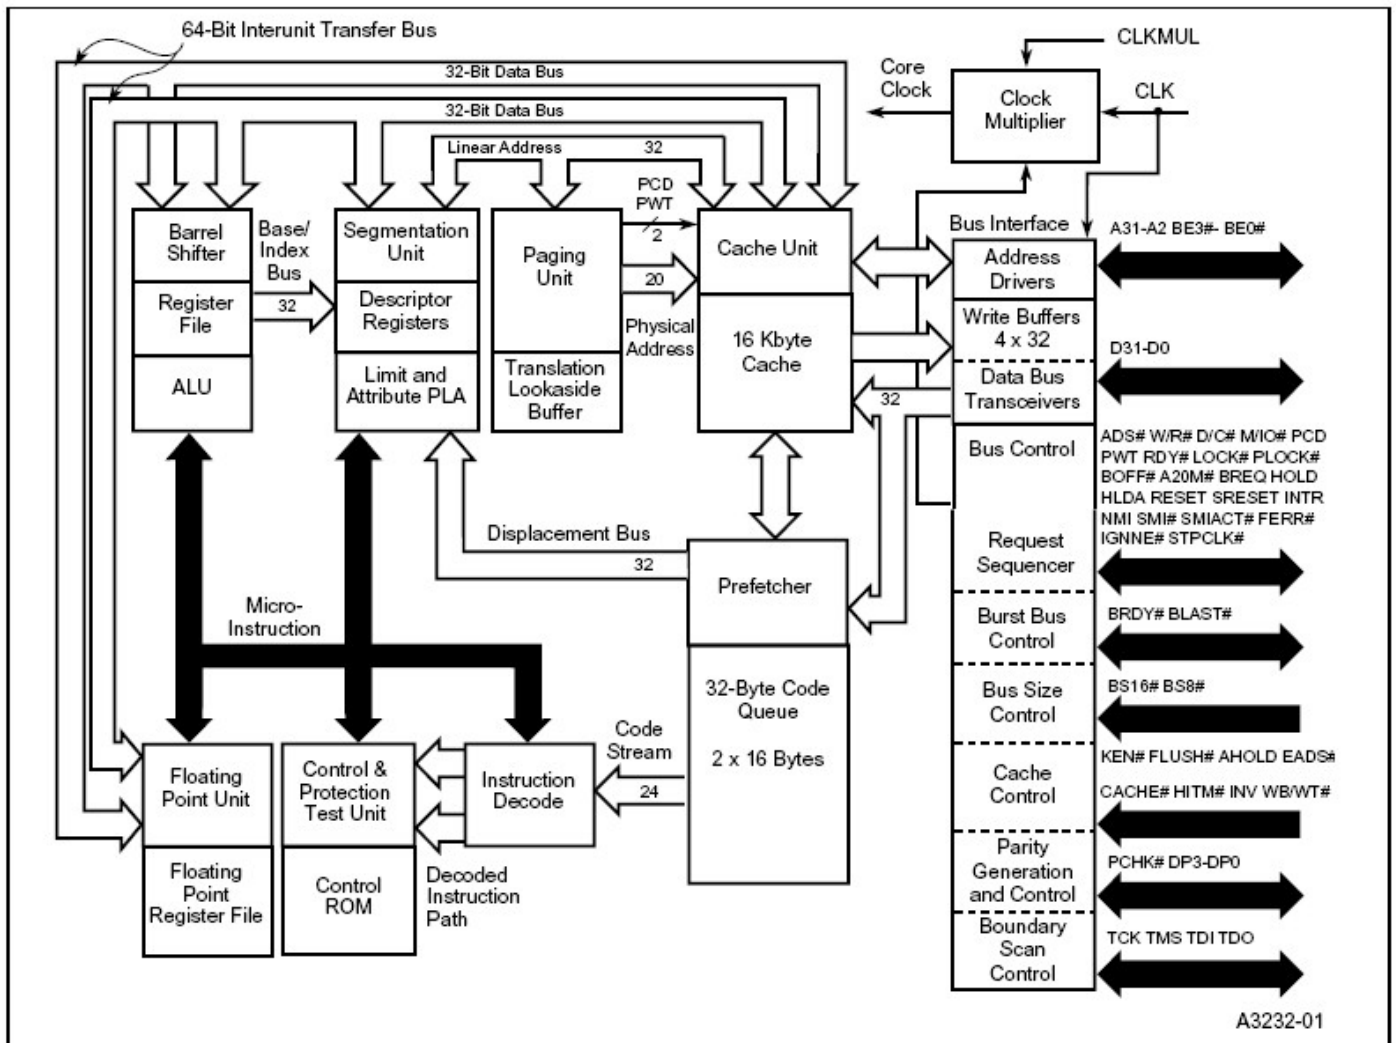 64-Bit Interunit Transfer Bus
32-Bit Data Bus
32-Bit Data Bus
Linear Address
32
Core
Clock
Clock
Multiplier
CLKMUL
CLK
Barrel
Shifter
Register
File
ALU
Base/
Index
Bus
32
Segmentation
Unit
Descriptor
Registers
Limit and
Attribute PLA
Paging
Unit
Translation
Lookaside
Buffer
PCD
PWT
2
20
Physical
Address
Cache Unit
16 Kbyte
Cache
32
Bus Interface
Address
Drivers
Write Buffers
4 x 32
Data Bus
Transceivers
Bus Control
Request
Sequencer
Burst Bus
Control
Bus Size
Control
Cache
Control
Parity
Generation
and Control
Boundary
Scan
Control
A31-A2 BE3#- BE0#
D31-D0
ADS# W/R# D/C# M/IO# PCD
PWT RDY# LOCK# PLOCK#
BOFF# A20M# BREQ HOLD
HLDA RESET SRESET INTR
NMI SMI# SMIACT# FERR#
IGNNE# STPCLK#
BRDY# BLAST#
BS16# BS8#
KEN# FLUSH# AHOLD EADS#
CACHE# HITM# INV WB/WT#
PCHK# DP3-DP0
TCK TMS TDI TDO
Displacement Bus
32
Prefetcher
32-Byte Code
Queue
2 x 16 Bytes
Micro-
Instruction
Code
Stream
24
Floating
Point Unit
Floating
Point
Register File
Control &
Protection
Test Unit
Control
ROM
Instruction
Decode
Decoded
Instruction
Path
A3232-01